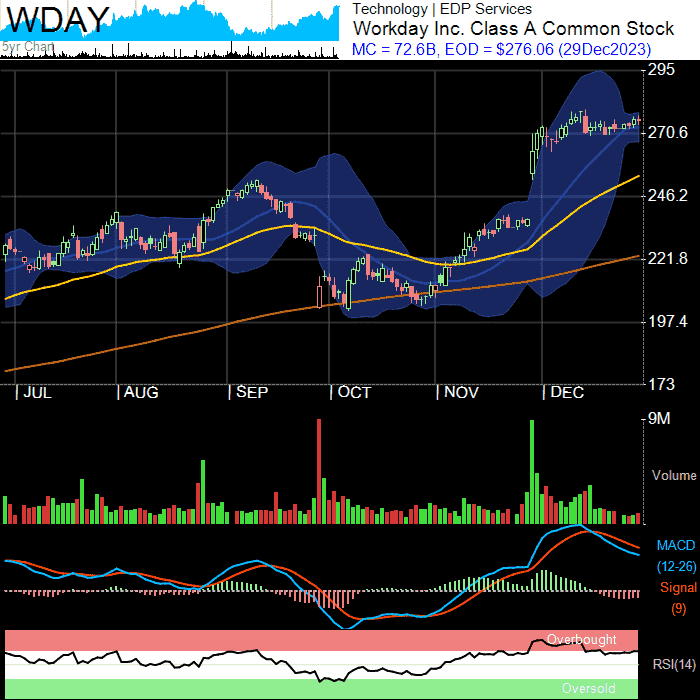 WDAY
5yr Chart
Technology | EDP Services
Workday Inc. Class A Common Stock
MC = 72.6B, EOD = $276.06 (29Dec2023)
295
270.6
246.2
221.8
197.4
173
JUL AUG SEP OCT NOV DEC
9M
Volume
MACD
(12-26)
Signal
(9)
Overbought
RSI(14)
Oversold